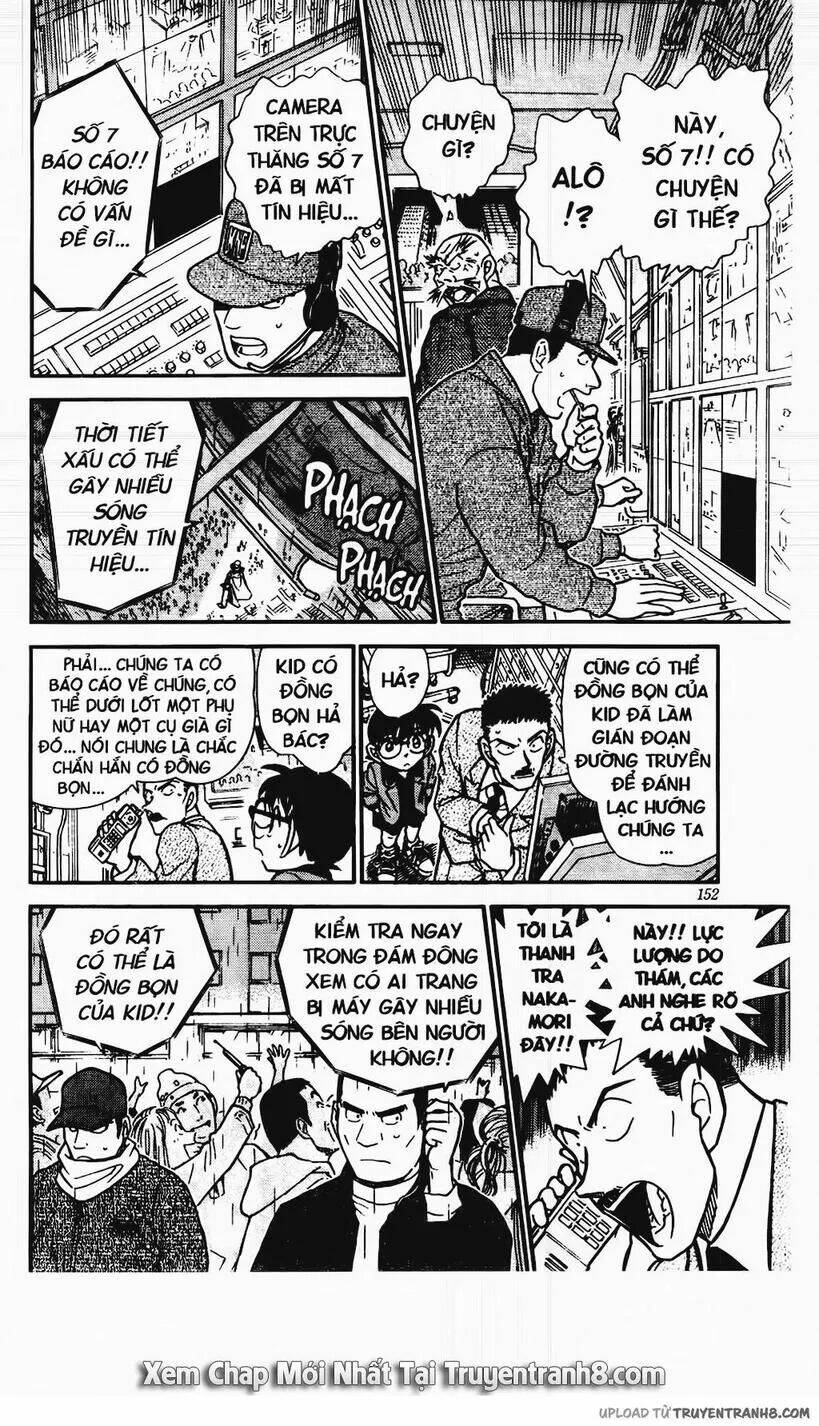 NÀY,
SỐ 7!! CÓ
CHUYỆN
GÌ THẾ?
ALÔ
!?
CHUYỆN
GÌ?
CAMERA
TRÊN TRỰC
THĂNG SỐ 7
ĐÃ BỊ MẤT
TÍN HIỆU...
SỐ 7
BÁO CÁO!!
KHÔNG
CÓ VẤN
ĐỀ GÌ...
THỜI TIẾT
XẤU CÓ THỂ
GÂY NHIỄU
SÓNG
TRUYỀN TÍN
HIỆU...
PHẠCH
PHẠCH
CŨNG CÓ THỂ
ĐỒNG BỌN CỦA
KID ĐÃ LÀM
GIÁN ĐOẠN
ĐƯỜNG TRUYỀN
ĐỂ ĐÁNH
LẠC HƯỚNG
CHÚNG TA
...
HẢ?
KID CÓ
ĐỒNG
BỌN HẢ
BÁC?
PHẢI... CHÚNG TA CÓ
BÁO CÁO VỀ CHÚNG, CÓ
THỂ DƯỚI LỐT MỘT PHỤ
NỮ HAY MỘT CỤ GIÀ GÌ
ĐÓ... NÓI CHUNG LÀ CHẮC
CHẮN HẮN CÓ ĐỒNG
BỌN...
152
NÀY!! LỰC
LƯỢNG DO
THÁM, CÁC
ANH NGHE RÕ
CẢ CHỨ?
TÔI LÀ
THANH
TRA
NAKA-
MORI
ĐÂY!!
KIỂM TRA NGAY
TRONG ĐÁM ĐÔNG
XEM CÓ AI TRANG
BỊ MÁY GÂY NHIỄU
SÓNG BÊN NGƯỜI
KHÔNG!!
ĐÓ RẤT
CÓ THỂ LÀ
ĐỒNG BỌN
CỦA KID!!
Xem Chap Mới Nhất Tại Truyentranh8.com
UPLOAD TỪ TRUYENTRANH8.COM